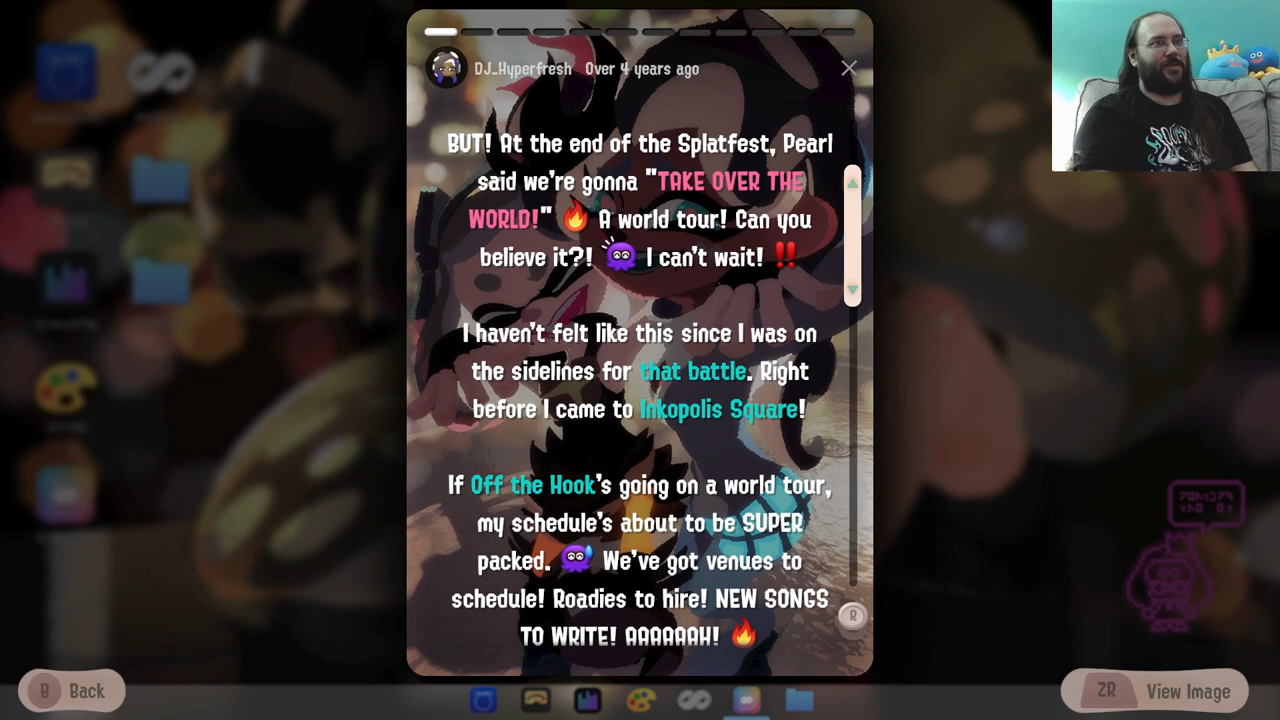 DJ_Hyperfresh Over 4 years ago
BUT! At the end of the Splatfest, Pearl
said we're gonna "TAKE OVER THE
WORLD!" 🔥 A world tour! Can you
believe it?! I can't wait! ‼️
I haven't felt like this since I was on
the sidelines for that battle. Right
before I came to Inkopolis Square!
If Off the Hook's going on a world tour,
my schedule's about to be SUPER
packed. We've got venues to
schedule! Roadies to hire! NEW SONGS
TO WRITE! AAAAAAH! 🔥
R
B Back
ZR View Image